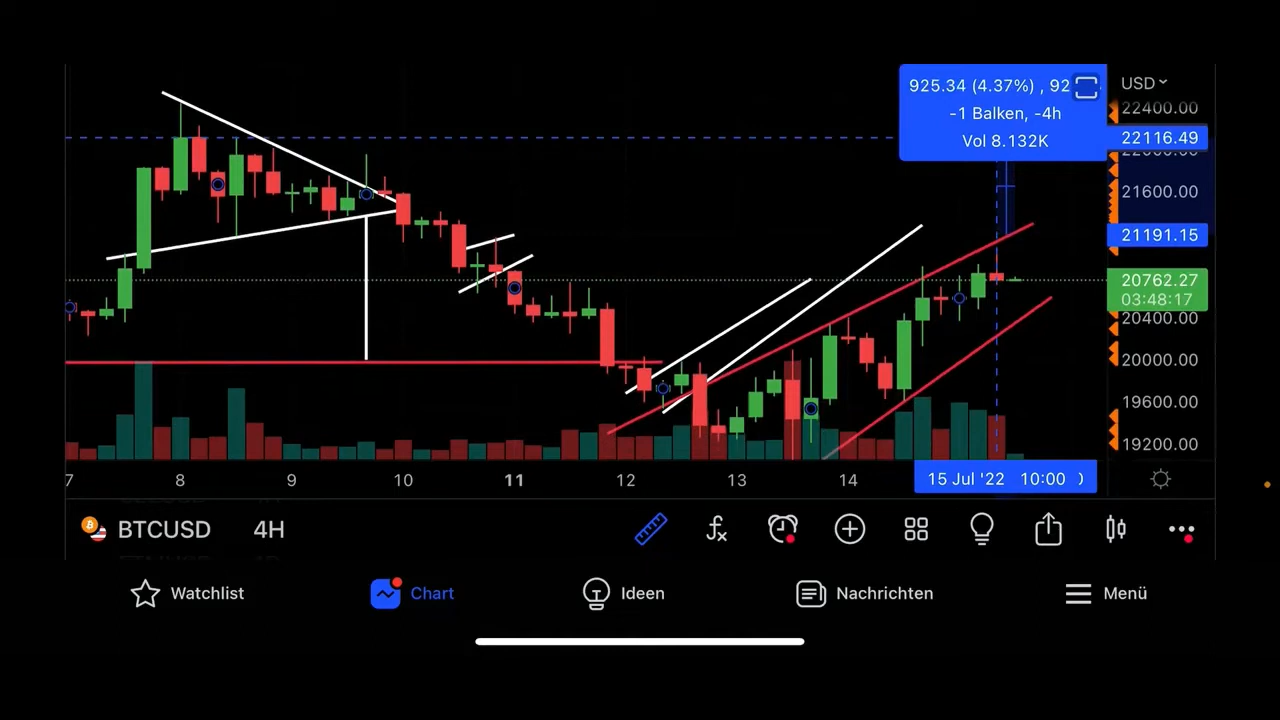 925.34 (4.37%) , 92
-1 Balken, -4h
Vol 8.132K
USD
22400.00
22116.49
22000.00
21600.00
21191.15
20762.27
03:48:17
20400.00
20000.00
19600.00
19200.00
7 8 9 10 11 12 13 14 15 Jul '22 10:00
BTCUSD 4H
Watchlist Chart Ideen Nachrichten Menü